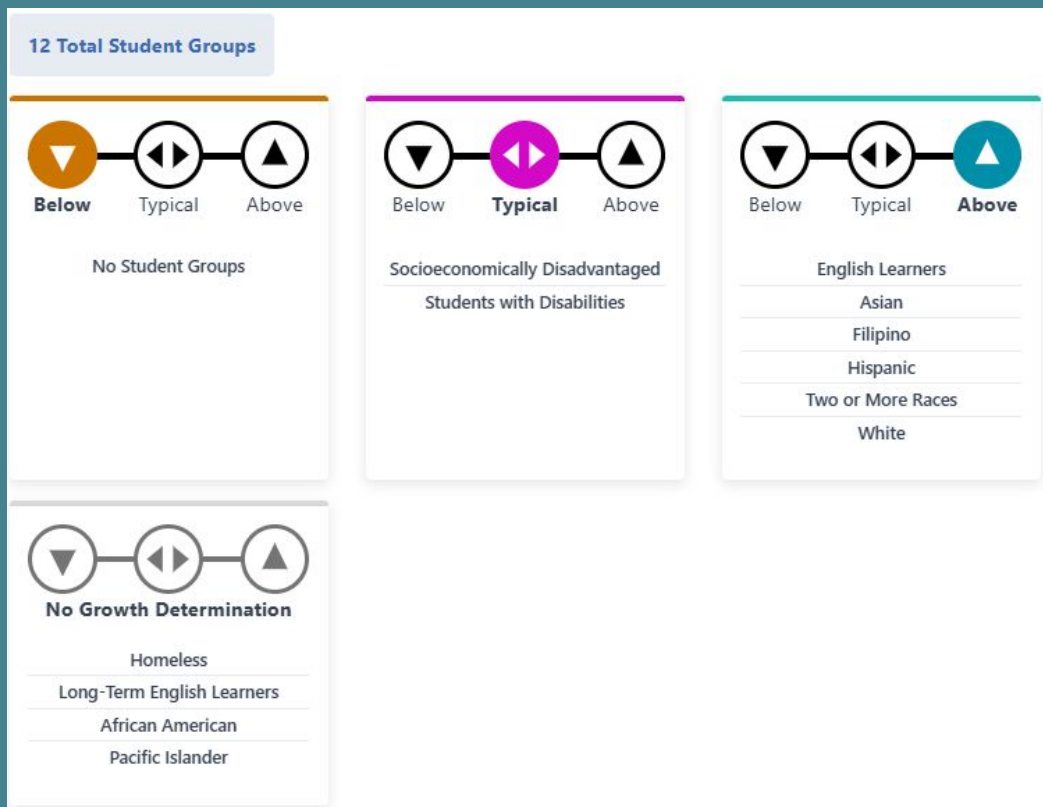 12 Total Student Groups
Below
Typical
Above
No Student Groups
Below
Typical
Above
Socioeconomically Disadvantaged
Students with Disabilities
Below
Typical
Above
English Learners
Asian
Filipino
Hispanic
Two or More Races
White
No Growth Determination
Homeless
Long-Term English Learners
African American
Pacific Islander